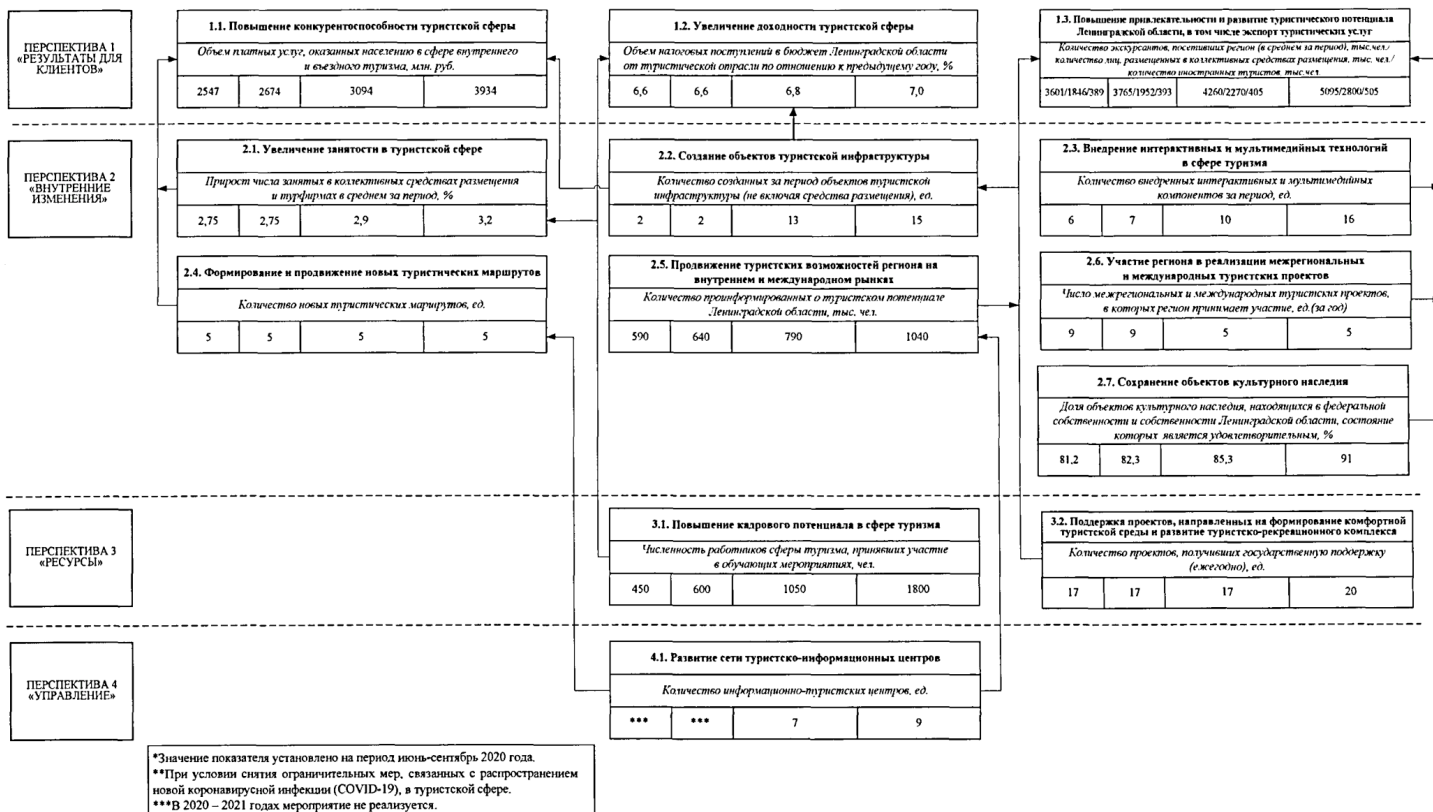 ПЕРСПЕКТИВА 1
«РЕЗУЛЬТАТЫ ДЛЯ
КЛИЕНТОВ»
1.1. Повышение конкурентоспособности туристской сферы
Объем платных услуг, оказанных населению в сфере внутреннего
и въездного туризма, млн. руб.
2547 2674 3094 3934
1.2. Увеличение доходности туристской сферы
Объем налоговых поступлений в бюджет Ленинградской области
от туристической отрасли по отношению к предыдущему году, %
6,6 6,6 6,8 7,0
1.3. Повышение привлекательности и развитие туристического потенциала
Ленинградской области, в том числе экспорт туристических услуг
Количество экскурсантов, посетивших регион (в среднем за период), тыс.чел./
количество лиц, размещенных в коллективных средствах размещения, тыс. чел./
количество иностранных туристов, тыс.чел.
3601/1846/389 3765/1952/393 4260/2270/405 5095/2800/505
ПЕРСПЕКТИВА 2
«ВНУТРЕННИЕ
ИЗМЕНЕНИЯ»
2.1. Увеличение занятости в туристской сфере
Прирост числа занятых в коллективных средствах размещения
и турфирмах в среднем за период, %
2,75 2,75 2,9 3,2
2.2. Создание объектов туристской инфраструктуры
Количество созданных за период объектов туристской
инфраструктуры (не включая средства размещения), ед.
2 2 13 15
2.3. Внедрение интерактивных и мультимедийных технологий
в сфере туризма
Количество внедренных интерактивных и мультимедийных
компонентов за период, ед.
6 7 10 16
2.4. Формирование и продвижение новых туристических маршрутов
Количество новых туристических маршрутов, ед.
5 5 5 5
2.5. Продвижение туристских возможностей региона на
внутреннем и международном рынках
Количество проинформированных о туристском потенциале
Ленинградской области, тыс. чел.
590 640 790 1040
2.6. Участие региона в реализации межрегиональных
и международных туристских проектов
Число межрегиональных и международных туристских проектов,
в которых регион принимает участие, ед.(за год)
9 9 5 5
2.7. Сохранение объектов культурного наследия
Доля объектов культурного наследия, находящихся в федеральной
собственности и собственности Ленинградской области, состояние
которых является удовлетворительным, %
81,2 82,3 85,3 91
ПЕРСПЕКТИВА 3
«РЕСУРСЫ»
3.1. Повышение кадрового потенциала в сфере туризма
Численность работников сферы туризма, принявших участие
в обучающих мероприятиях, чел.
450 600 1050 1800
3.2. Поддержка проектов, направленных на формирование комфортной
туристской среды и развитие туристско-рекреационного комплекса
Количество проектов, получивших государственную поддержку
(ежегодно), ед.
17 17 17 20
ПЕРСПЕКТИВА 4
«УПРАВЛЕНИЕ»
4.1. Развитие сети туристско-информационных центров
Количество информационно-туристских центров, ед.
*** *** 7 9
*Значение показателя установлено на период июнь-сентябрь 2020 года.
**При условии снятия ограничительных мер, связанных с распространением
новой коронавирусной инфекции (COVID-19), в туристской сфере.
***В 2020 – 2021 годах мероприятие не реализуется.